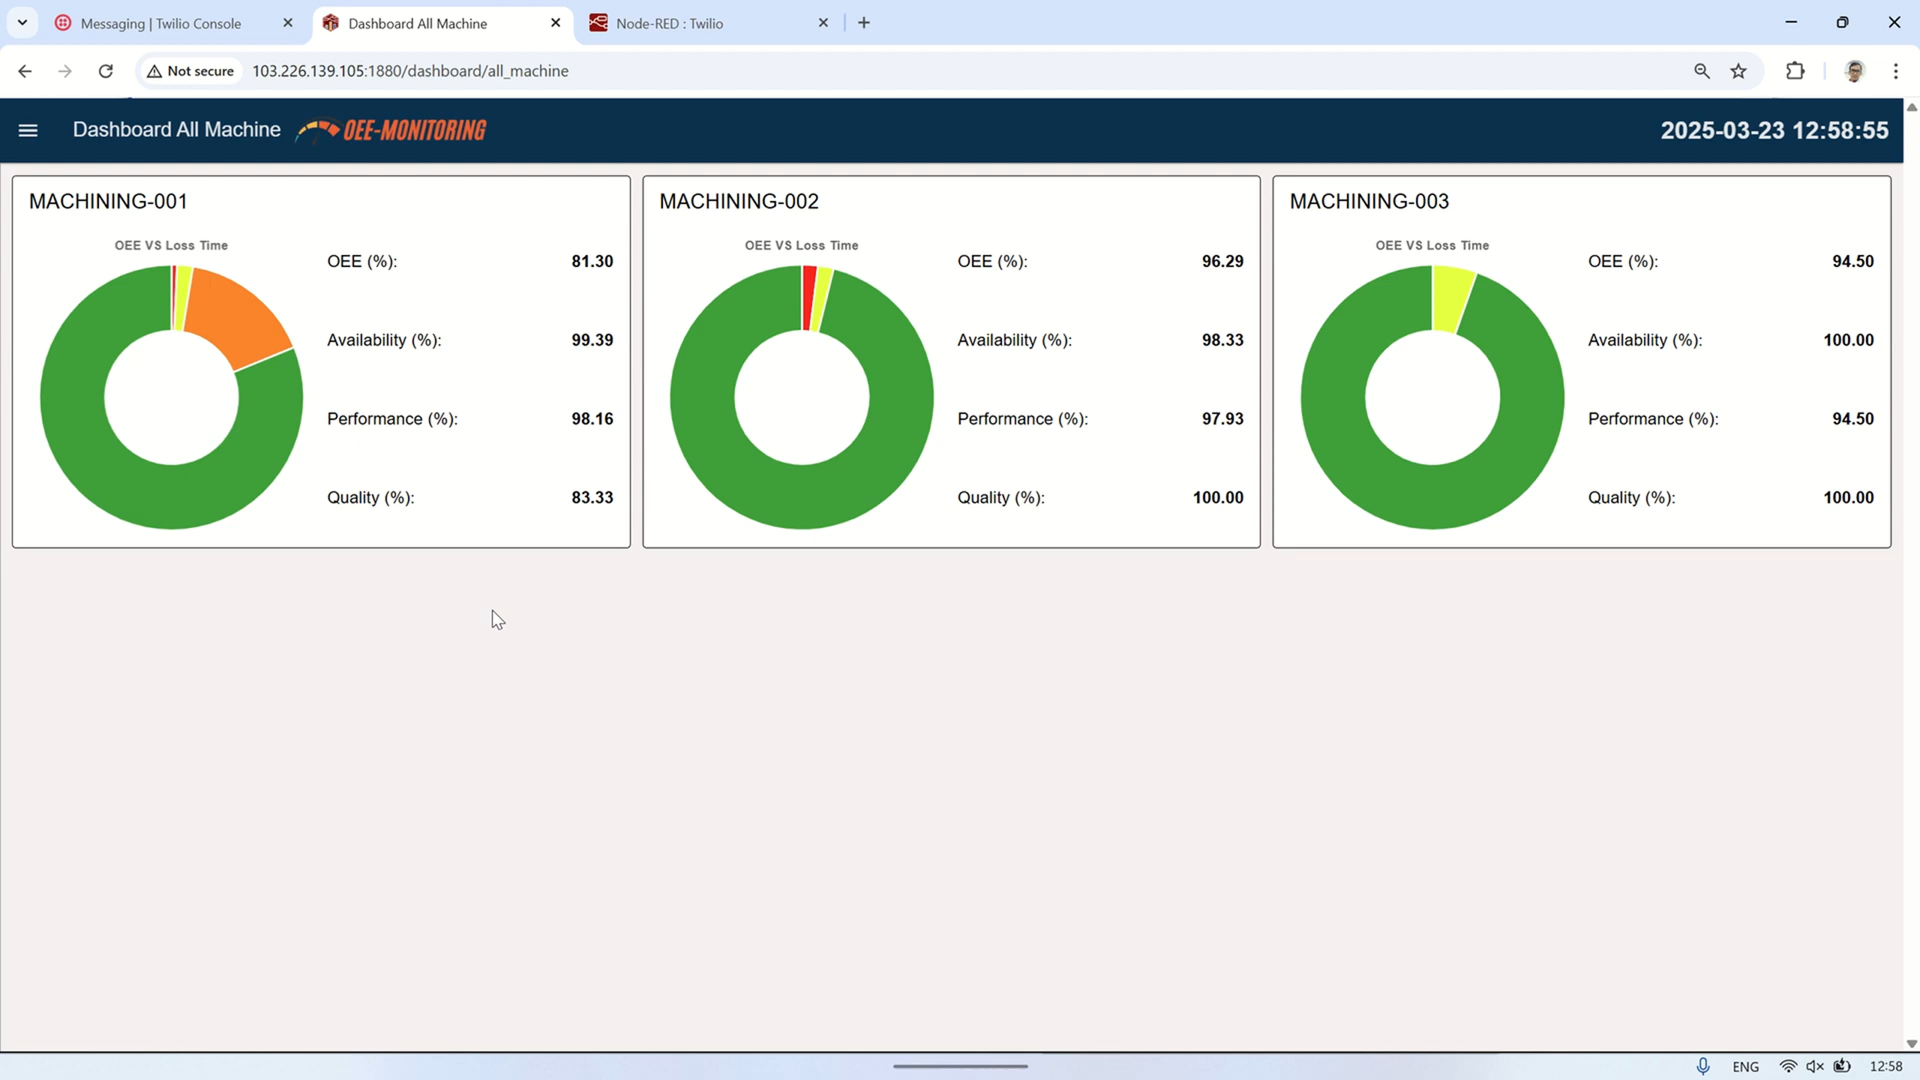 Messaging | Twilio Console
Dashboard All Machine
Node-RED : Twilio
Not secure
103.226.139.105:1880/dashboard/all_machine
Dashboard All Machine
OEE-MONITORING
2025-03-23 12:58:55
MACHINING-001
OEE VS Loss Time
OEE (%): 81.30
Availability (%): 99.39
Performance (%): 98.16
Quality (%): 83.33
MACHINING-002
OEE VS Loss Time
OEE (%): 96.29
Availability (%): 98.33
Performance (%): 97.93
Quality (%): 100.00
MACHINING-003
OEE VS Loss Time
OEE (%): 94.50
Availability (%): 100.00
Performance (%): 94.50
Quality (%): 100.00
ENG
12:58